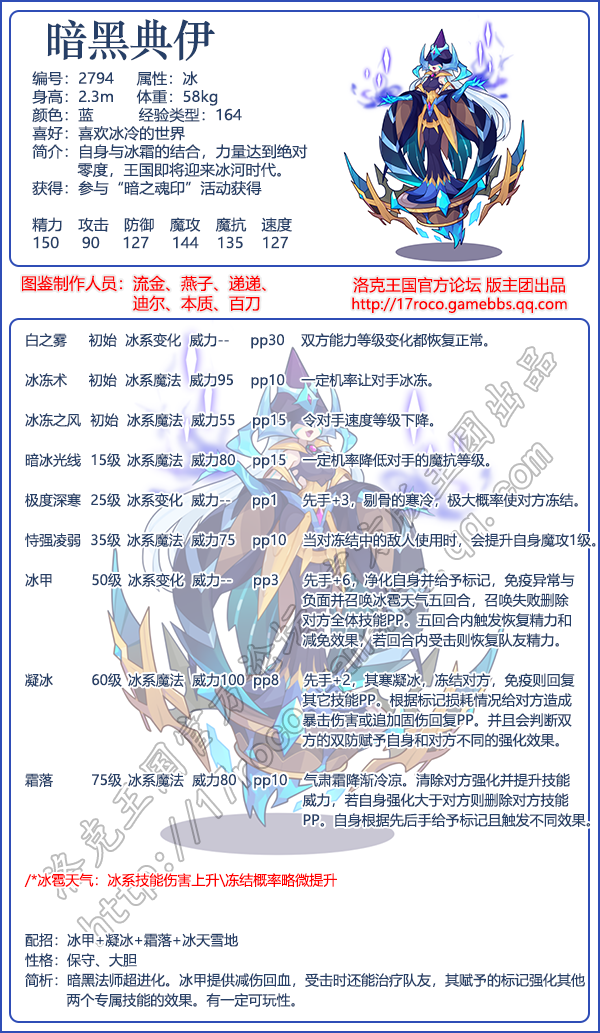 暗黑典伊
编号：2794 属性：冰
身高：2.3m 体重：58kg
颜色：蓝 经验类型：164
喜好：喜欢冰冷的世界
简介：自身与冰霜的结合，力量达到绝对
零度，王国即将迎来冰河时代。
获得：参与“暗之魂印”活动获得
精力 攻击 防御 魔攻 魔抗 速度
150 90 127 144 135 127
图鉴制作人员：流金、燕子、递递、
迪尔、本质、百刀
洛克王国官方论坛 版主团出品
http://17roco.gamebbs.qq.com
白之雾 初始 冰系变化 威力-- pp30 双方能力等级变化都恢复正常。
冰冻术 初始 冰系魔法 威力95 pp10 一定机率让对手冰冻。
冰冻之风 初始 冰系魔法 威力55 pp15 令对手速度等级下降。
暗冰光线 15级 冰系魔法 威力80 pp15 一定机率降低对手的魔抗等级。
极度深寒 25级 冰系变化 威力-- pp1 先手+3，剔骨的寒冷，极大概率使对方冻结。
恃强凌弱 35级 冰系魔法 威力75 pp10 当对冻结中的敌人使用时，会提升自身魔攻1级。
冰甲 50级 冰系变化 威力-- pp3 先手+6，净化自身并给予标记，免疫异常与
负面并召唤冰雹天气五回合，召唤失败删除
对方全体技能PP。五回合内触发恢复精力和
减免效果，若回合内受击则恢复队友精力。
凝冰 60级 冰系魔法 威力100 pp8 先手+2，其寒凝冰，冻结对方，免疫则回复
其它技能PP。根据标记损耗情况给对方造成
暴击伤害或追加固伤回复PP。并且会判断双
方的双防赋予自身和对方不同的强化效果。
霜落 75级 冰系魔法 威力80 pp10 气肃霜降渐冷凉。清除对方强化并提升技能
威力，若自身强化大于对方则删除对方技能
PP。自身根据先后手给予标记且触发不同效果。
/*冰雹天气：冰系技能伤害上升\冻结概率略微提升
配招：冰甲+凝冰+霜落+冰天雪地
性格：保守、大胆
简析：暗黑法师超进化。冰甲提供减伤回血，受击时还能治疗队友，其赋予的标记强化其他
两个专属技能的效果。有一定可玩性。
洛克王国官方论坛 版主团出品
http://17roco.gamebbs.qq.com